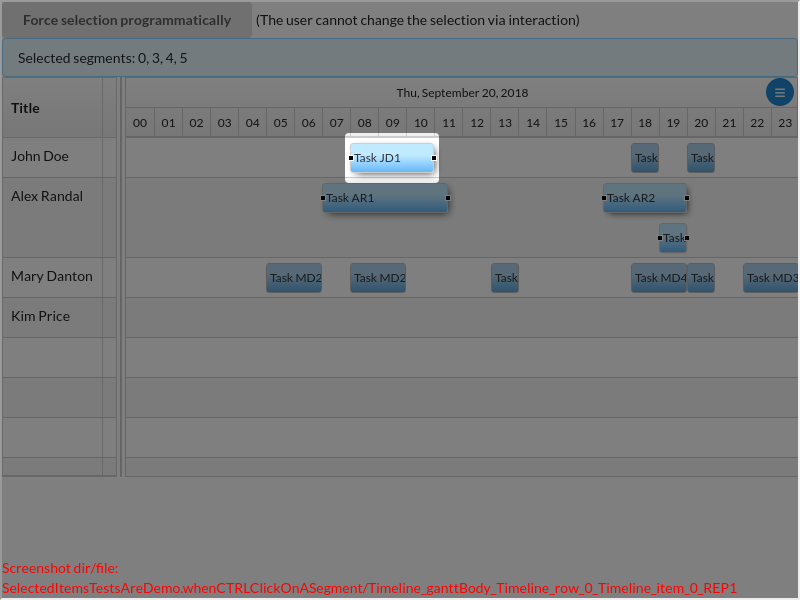 Force selection programmatically (The user cannot change the selection via interaction)
Selected segments: 0, 3, 4, 5
Title
Thu, September 20, 2018
00 01 02 03 04 05 06 07 08 09 10 11 12 13 14 15 16 17 18 19 20 21 22 23
John Doe
Task JD1
Task
Task
Alex Randal
Task AR1
Task AR2
Task
Mary Danton
Task MD2
Task MD2
Task
Task MD4
Task
Task MD3
Kim Price
Screenshot dir/file:
SelectedItemsTestsAreDemo.whenCTRLClickOnASegment/Timeline_ganttBody_Timeline_row_0_Timeline_item_0_REP1